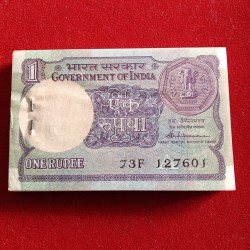 1
भारत सरकार
GOVERNMENT OF INDIA
एक
रुपया
ONE RUPEE
73F 127601